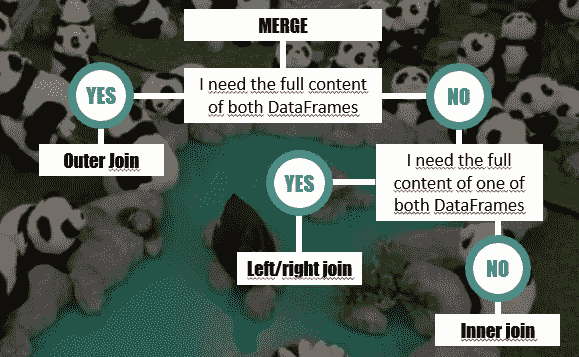 MERGE
I need the full content
of both DataFrames
YES
NO
Outer Join
I need the full
content of one of
both DataFrames
YES
Left/right join
NO
Inner join